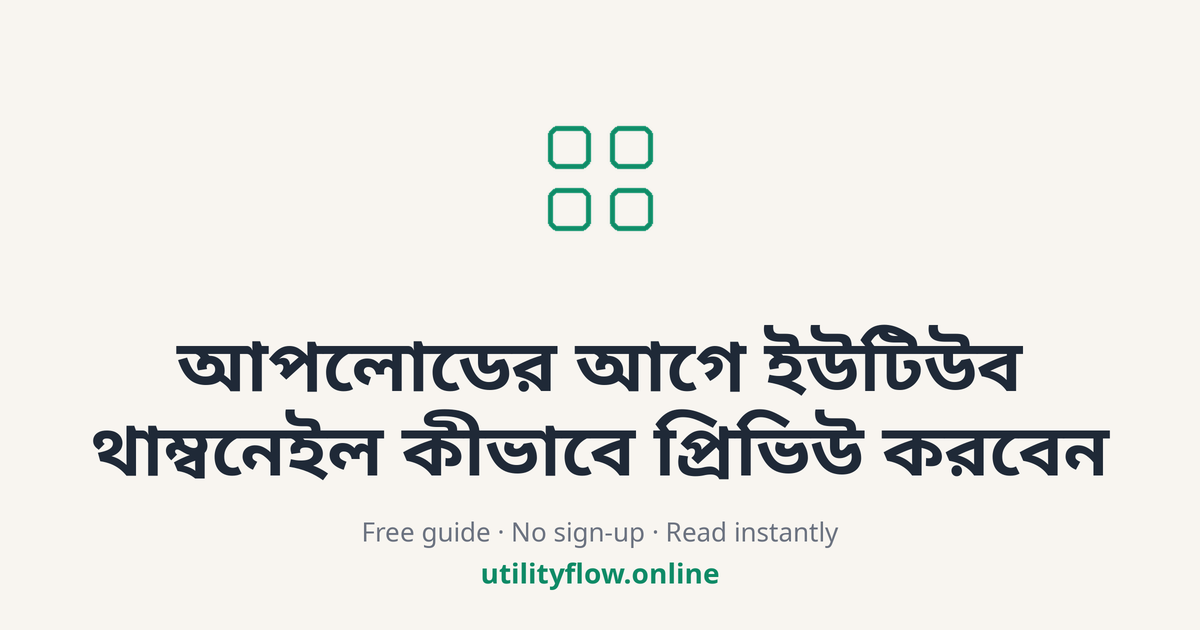 আপলোডের আগে ইউটিউব
থাম্বনেইল কীভাবে প্রিভিউ করবেন
Free guide · No sign-up · Read instantly
utilityflow.online